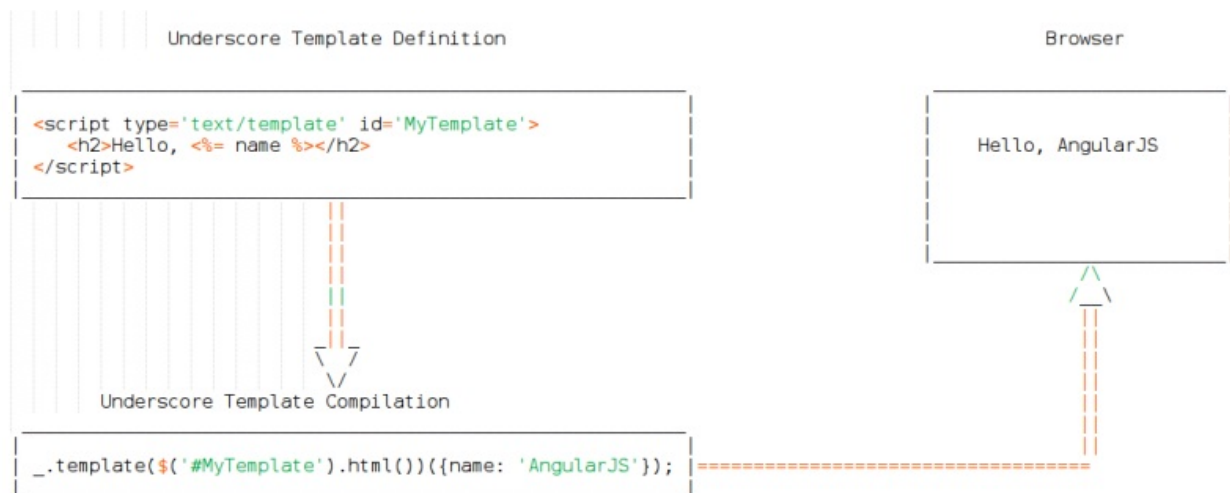 Underscore Template Definition
<script type='text/template' id='MyTemplate'>
<h2>Hello, <%= name %></h2>
</script>
Browser
Hello, AngularJS
Underscore Template Compilation
_.template($('#MyTemplate').html())({name: 'AngularJS'});